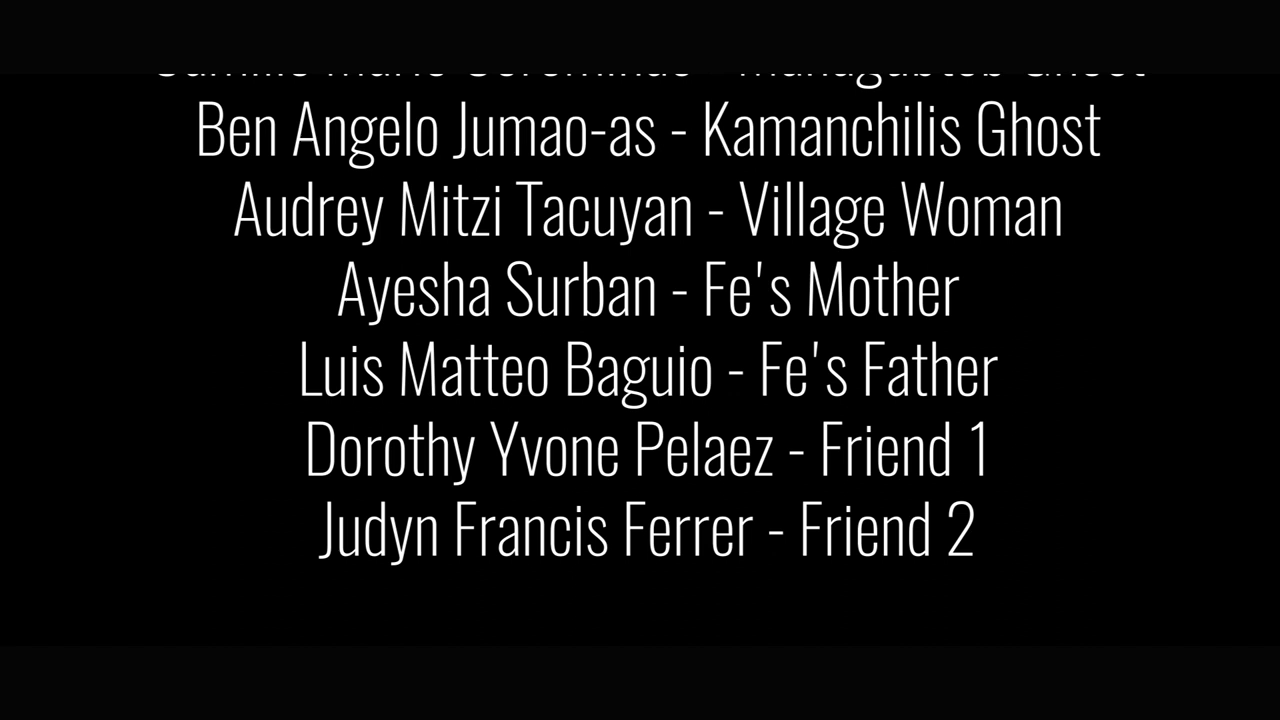 Ghost
Ben Angelo Jumao-as - Kamanchilis Ghost
Audrey Mitzi Tacuyan - Village Woman
Ayesha Surban - Fe's Mother
Luis Matteo Baguio - Fe's Father
Dorothy Yvone Pelaez - Friend 1
Judyn Francis Ferrer - Friend 2